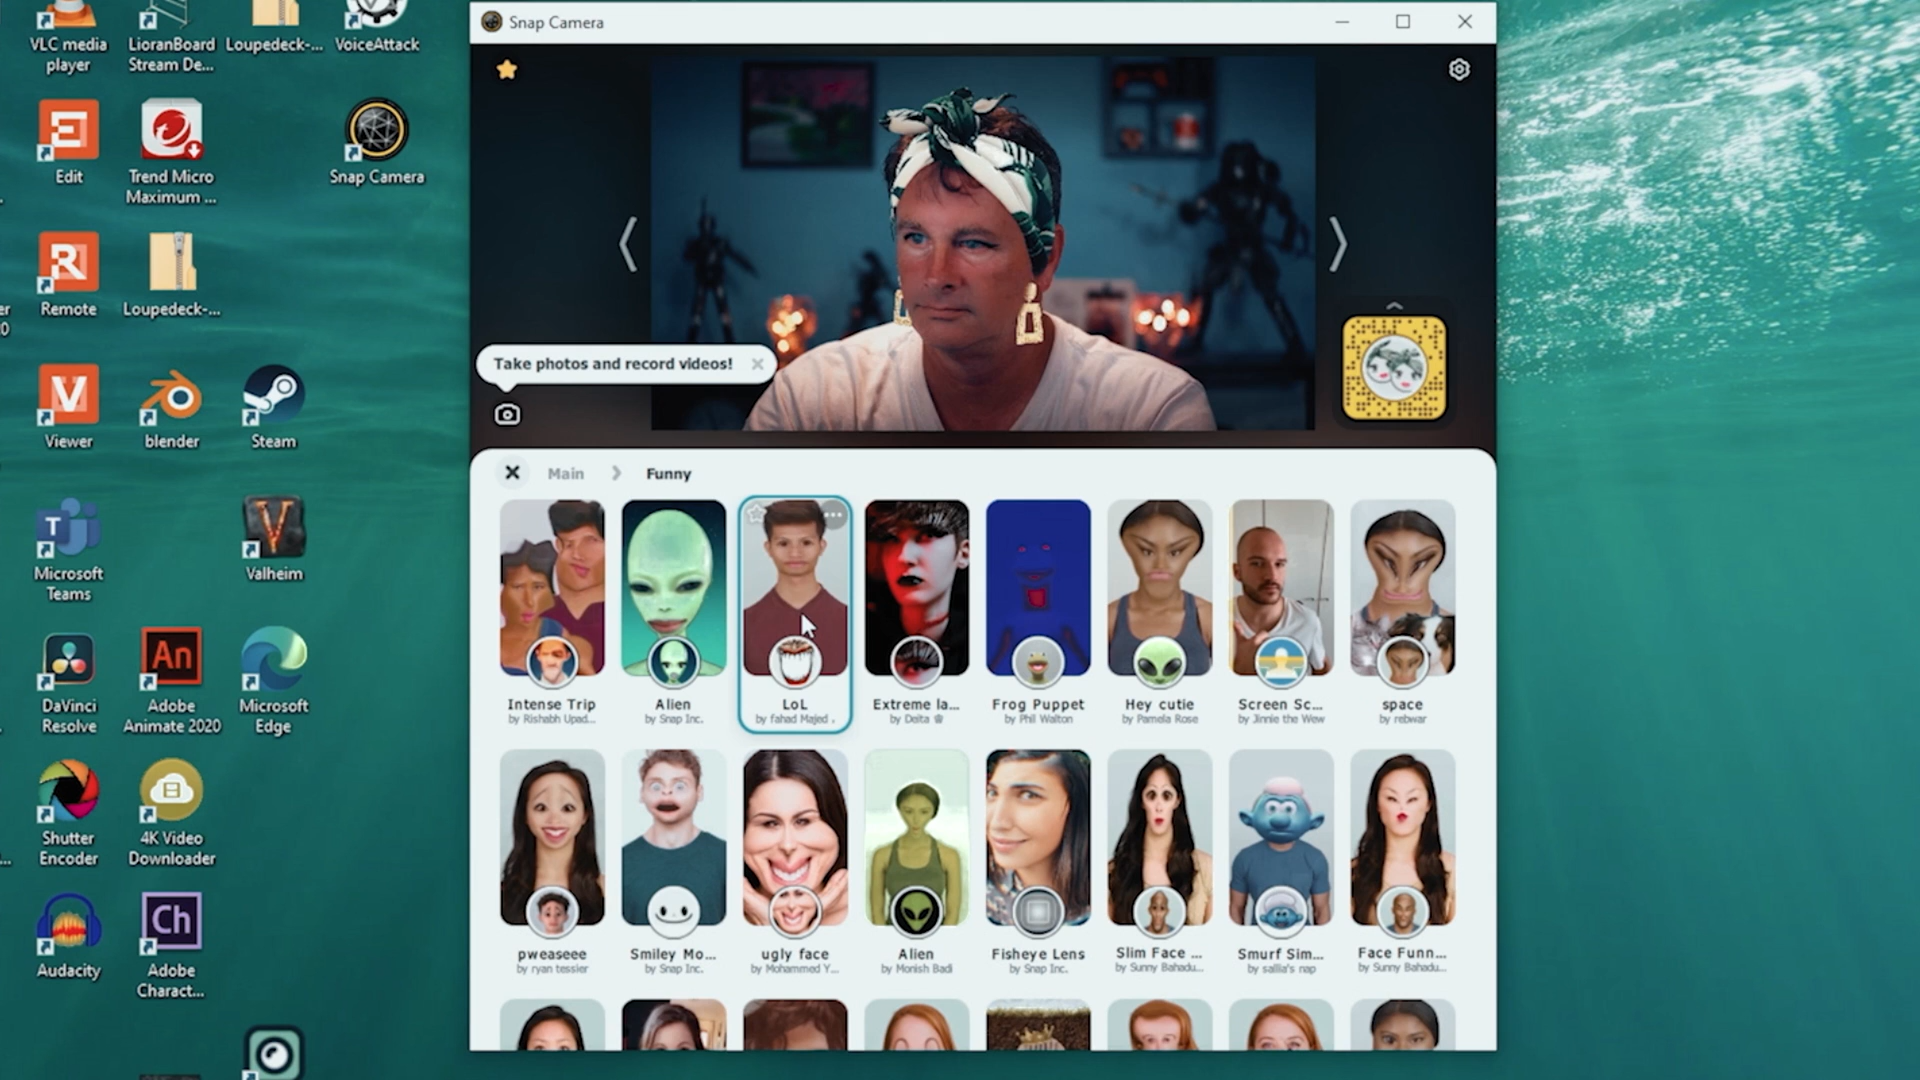 VLC media
player
LioranBoard
Stream De...
Loupedeck-...
VoiceAttack
Edit
Trend Micro
Maximum ...
Snap Camera
Remote
Loupedeck-...
Viewer
blender
Steam
Microsoft
Teams
Valheim
DaVinci
Resolve
Adobe
Animate 2020
Microsoft
Edge
Shutter
Encoder
4K Video
Downloader
Audacity
Adobe
Charact...
An
Ch
Snap Camera
Take photos and record videos!
Main
Funny
Intense Trip
by Rishabh Upad...
Alien
by Snap Inc.
LoL
by fahad Majed .
Extreme la...
by Delta
Frog Puppet
by Phil Walton
Hey cutie
by Pamela Rose
Screen Sc...
by Jinnie the Wew
space
by rebwar
pweaseee
by ryan tessier
Smiley Mo...
by Snap Inc.
ugly face
by Mohammed Y...
Alien
by Monish Badi
Fisheye Lens
by Snap Inc.
Slim Face ...
by Sunny Bahadu...
Smurf Sim...
by sallia's nap
Face Funn...
by Sunny Bahadu...